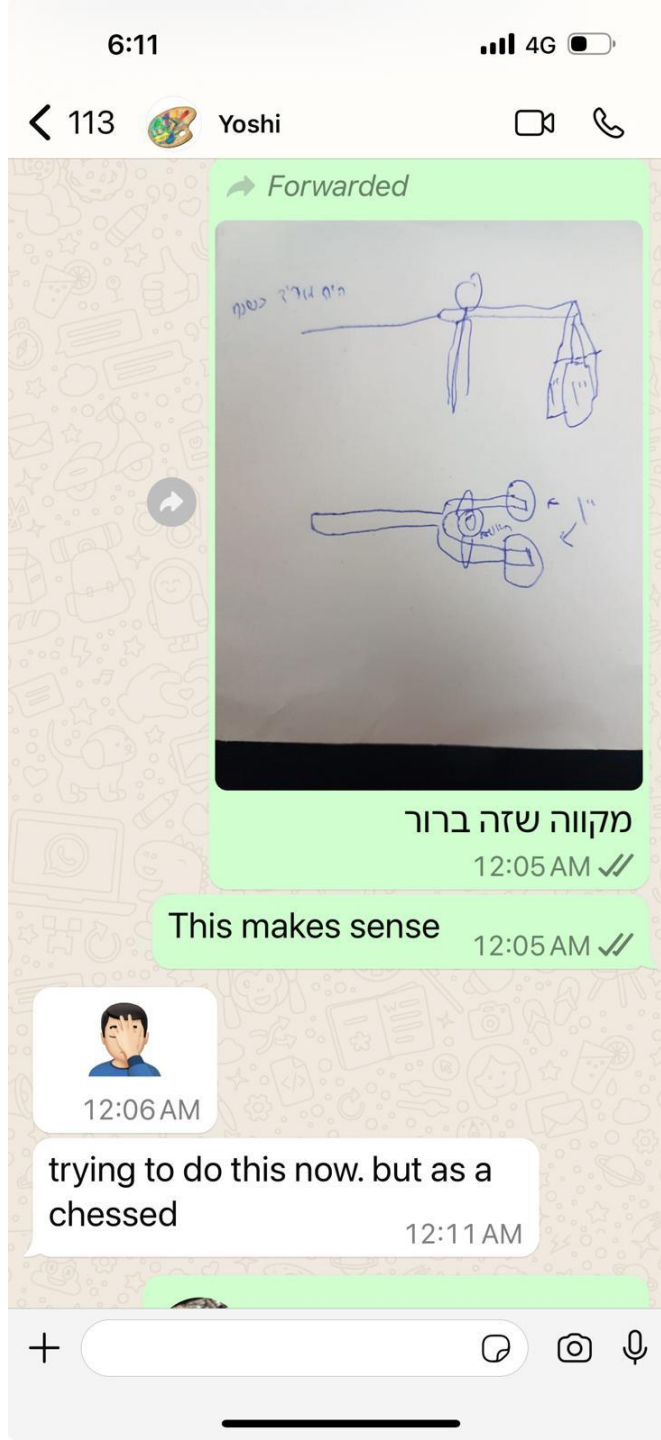 6:11
4G
113
Yoshi
Forwarded
מקווה שזה ברור
12:05 AM
This makes sense
12:05 AM
12:06 AM
trying to do this now. but as a
chessed
12:11 AM